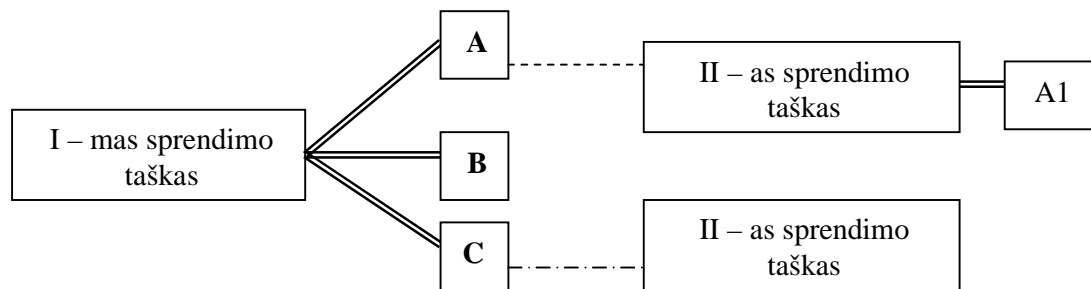 A
II – as sprendimo
taškas
A1
I – mas sprendimo
taškas
B
C
II – as sprendimo
taškas